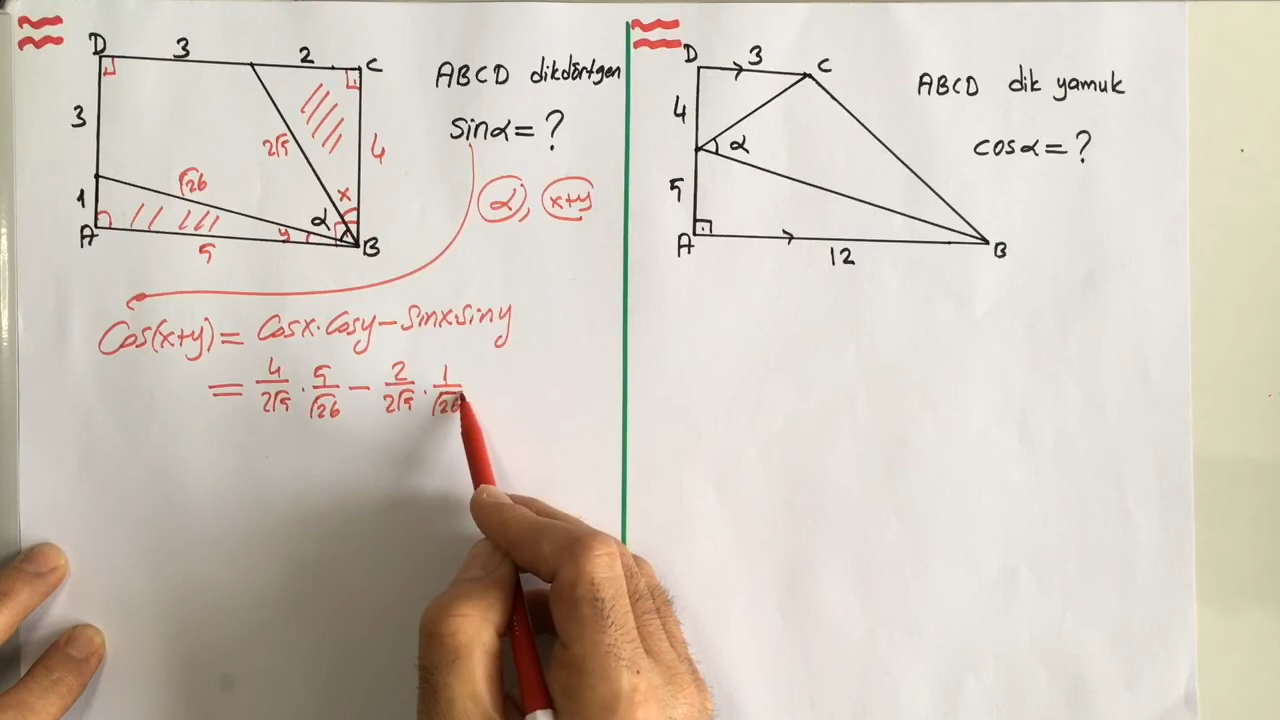 D 3 2 C
3
2√5
4
√26
1
x
α
y
A 5 B
ABCD dikdörtgen
sinα = ?
α, x+y
Cos(x+y) = Cosx.Cosy - Sinx.siny
= 4/2√5 . 5/√26 - 2/2√5 . 1/√26
D 3 C
4
α
5
A 12 B
ABCD dik yamuk
cosα = ?